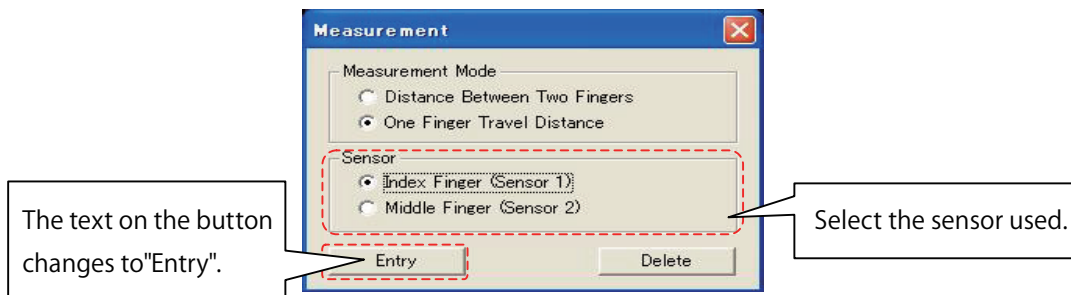 Measurement
Measurement Mode
Distance Between Two Fingers
One Finger Travel Distance
Sensor
Index Finger (Sensor 1)
Middle Finger (Sensor 2)
Entry
Delete
The text on the button
changes to"Entry".
Select the sensor used.